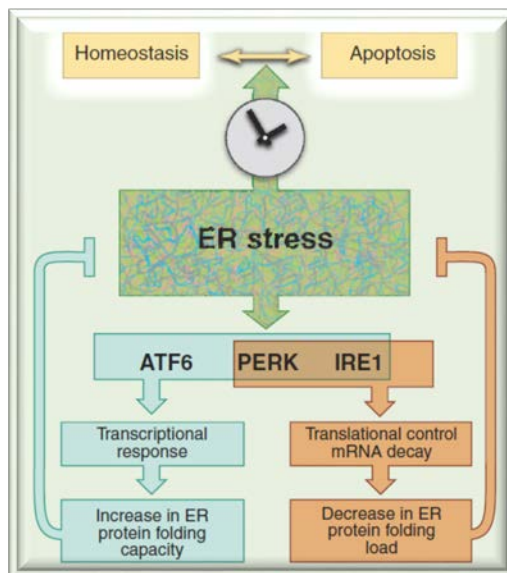 Homeostasis
Apoptosis
ER stress
ATF6 PERK IRE1
Transcriptional
response
Translational control
mRNA decay
Increase in ER
protein folding
capacity
Decrease in ER
protein folding
load